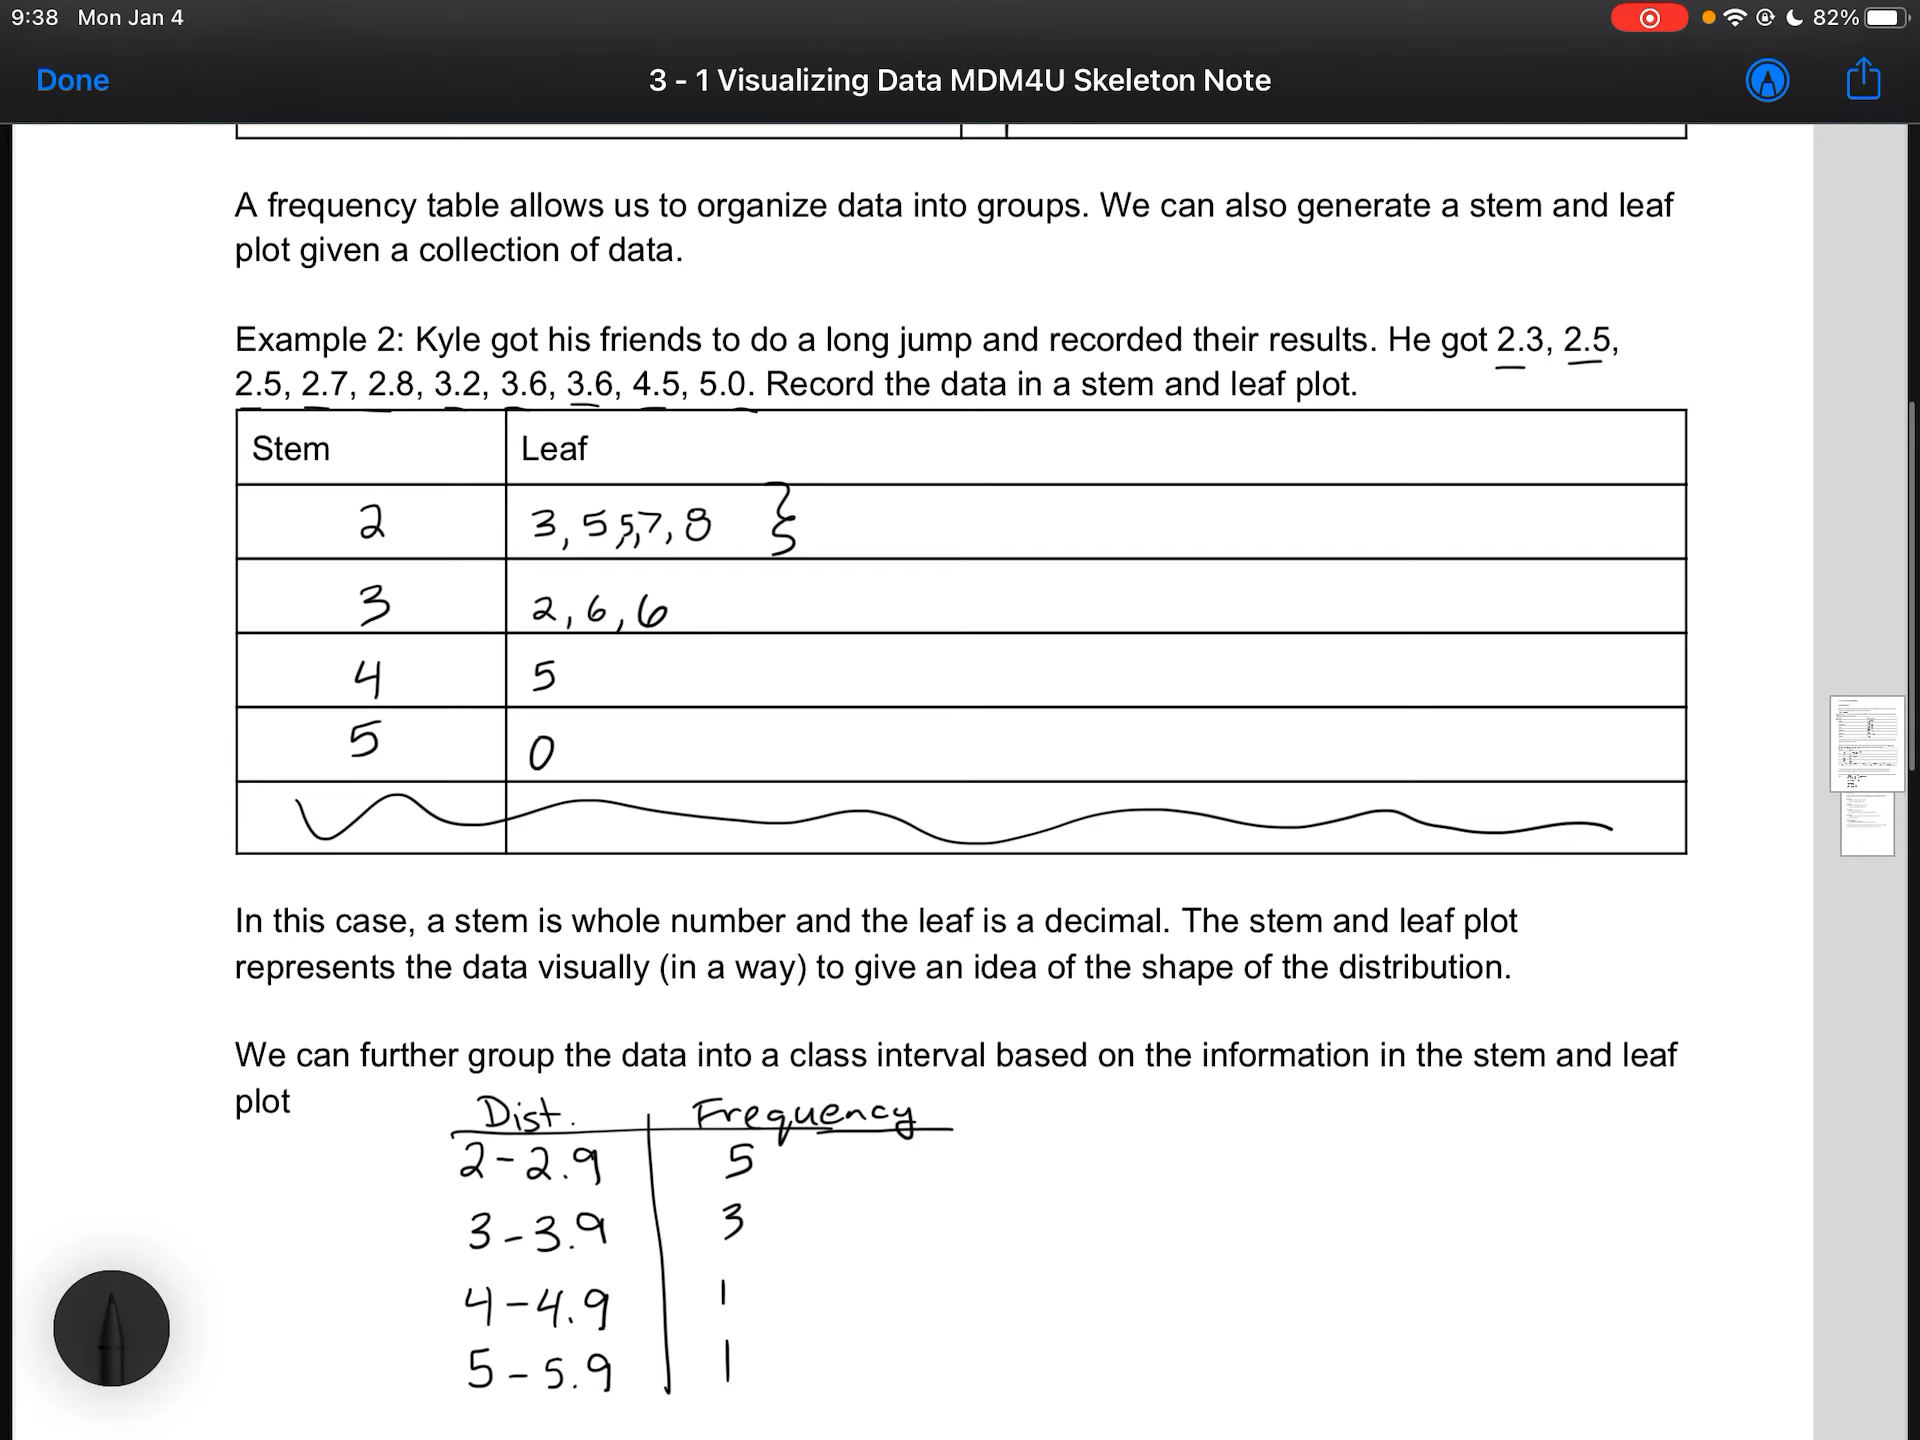 9:38 Mon Jan 4
82%
Done
3 - 1 Visualizing Data MDM4U Skeleton Note
A frequency table allows us to organize data into groups. We can also generate a stem and leaf
plot given a collection of data.
Example 2: Kyle got his friends to do a long jump and recorded their results. He got 2.3, 2.5,
2.5, 2.7, 2.8, 3.2, 3.6, 3.6, 4.5, 5.0. Record the data in a stem and leaf plot.
Stem Leaf
2 3, 5 5,7, 8 }
3 2, 6, 6
4 5
5 0
In this case, a stem is whole number and the leaf is a decimal. The stem and leaf plot
represents the data visually (in a way) to give an idea of the shape of the distribution.
We can further group the data into a class interval based on the information in the stem and leaf
plot
Dist. Frequency
2-2.9 5
3-3.9 3
4-4.9 1
5-5.9 1